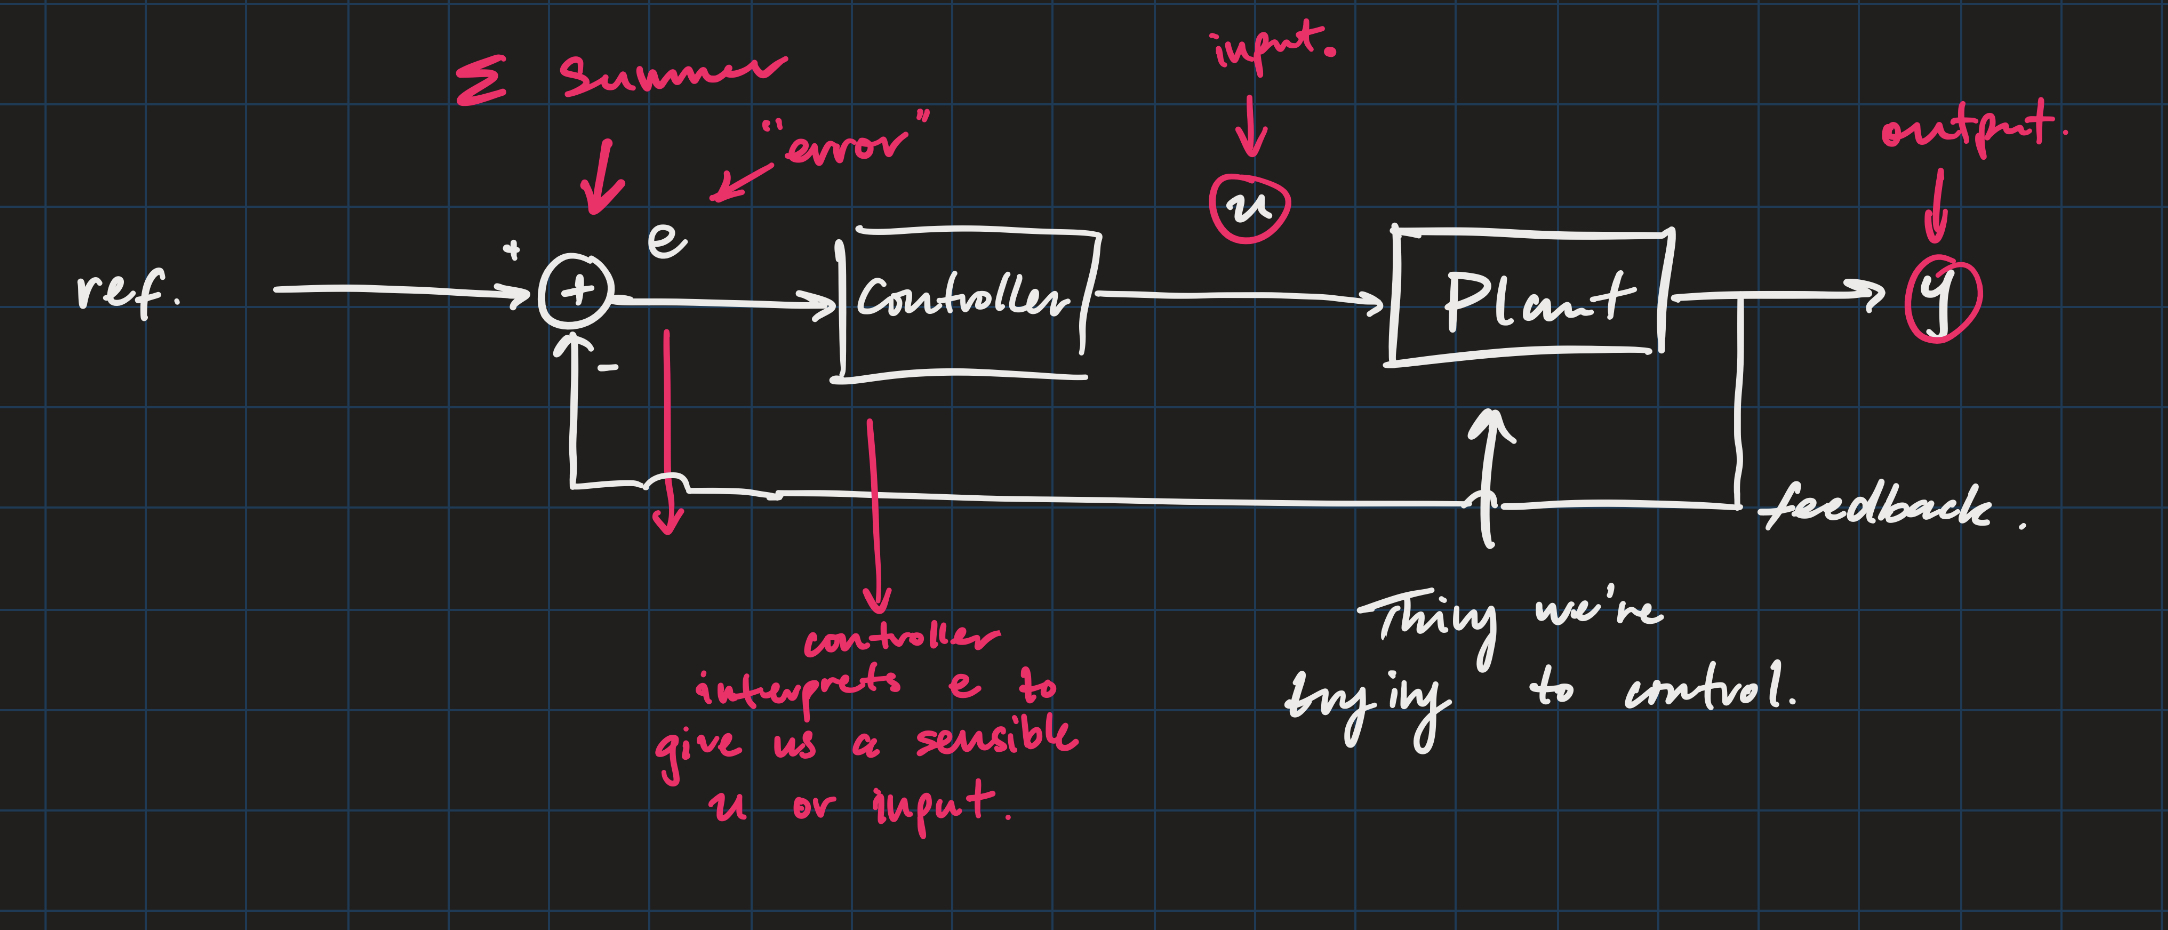 Σ Summer
input.
"error"
output.
u
+
e
ref.
+
Controller
Plant
y
-
feedback.
Thing we're
trying to control.
controller
interprets e to
give us a sensible
u or input.